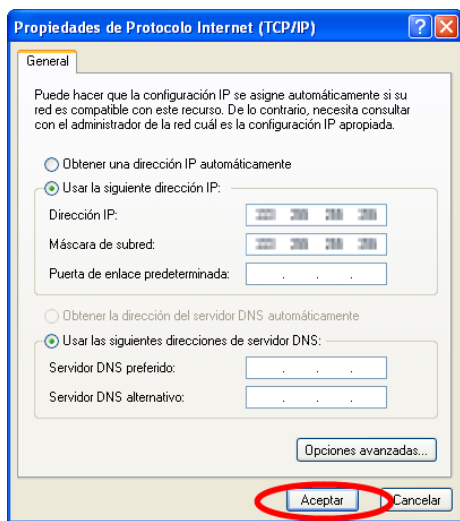 Propiedades de Protocolo Internet (TCP/IP)
General
Puede hacer que la configuración IP se asigne automáticamente si su
red es compatible con este recurso. De lo contrario, necesita consultar
con el administrador de la red cuál es la configuración IP apropiada.
Obtener una dirección IP automáticamente
Usar la siguiente dirección IP:
Dirección IP:
Máscara de subred:
Puerta de enlace predeterminada:
Obtener la dirección del servidor DNS automáticamente
Usar las siguientes direcciones de servidor DNS:
Servidor DNS preferido:
Servidor DNS alternativo:
Opciones avanzadas...
Aceptar Cancelar